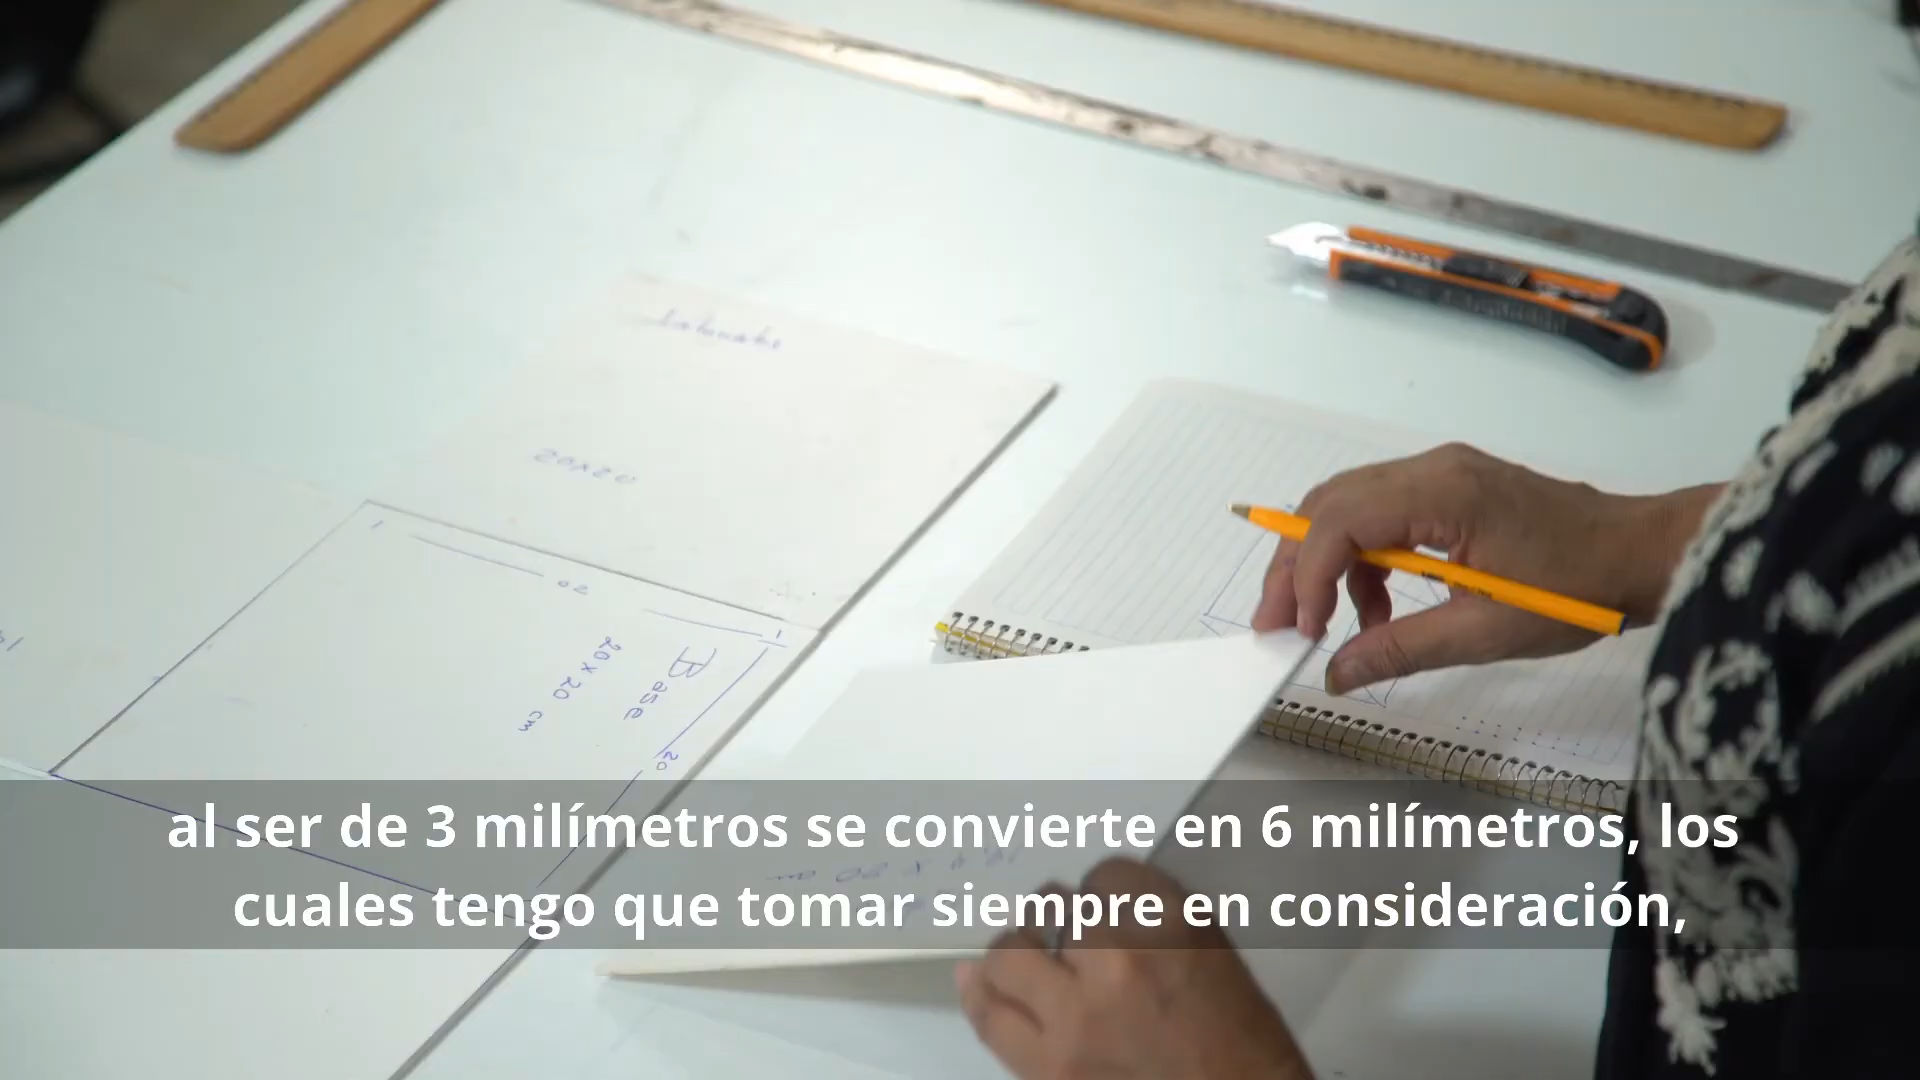 20x20
20
Base
20 x 20 cm
20
al ser de 3 milímetros se convierte en 6 milímetros, los
cuales tengo que tomar siempre en consideración,